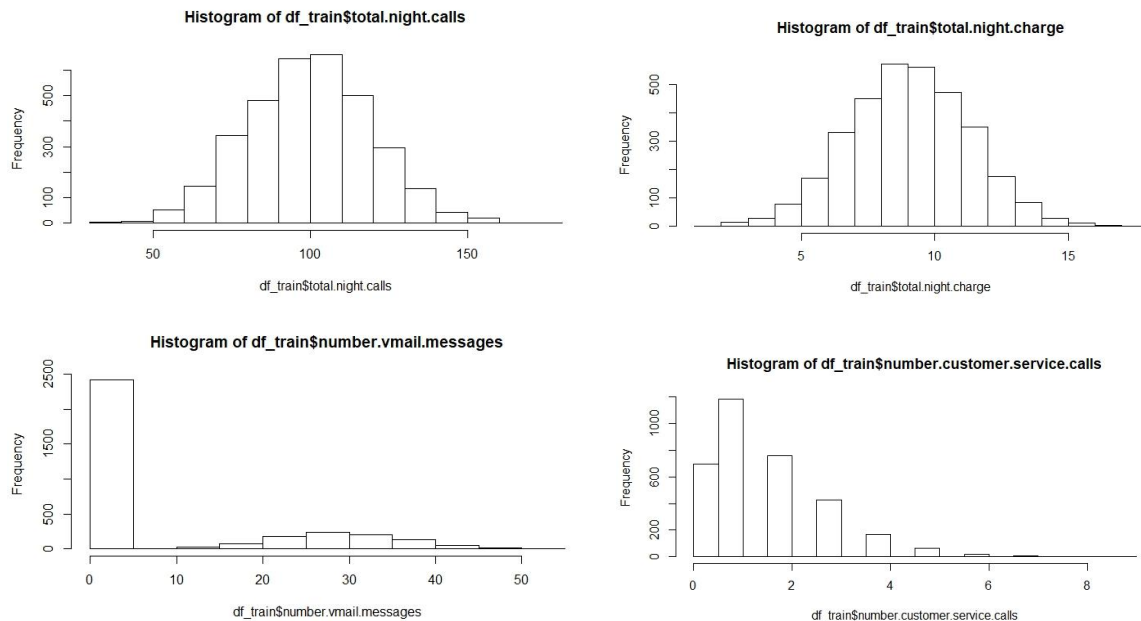 Histogram of df_train$total.night.calls
Frequency
100
300
500
0
50
100
150
df_train$total.night.calls
Histogram of df_train$total.night.charge
Frequency
0
100
300
500
5
10
15
df_train$total.night.charge
Histogram of df_train$number.vmail.messages
Frequency
0
500
1500
2500
0
10
20
30
40
50
df_train$number.vmail.messages
Histogram of df_train$number.customer.service.calls
Frequency
0
200
600
1000
0
2
4
6
8
df_train$number.customer.service.calls